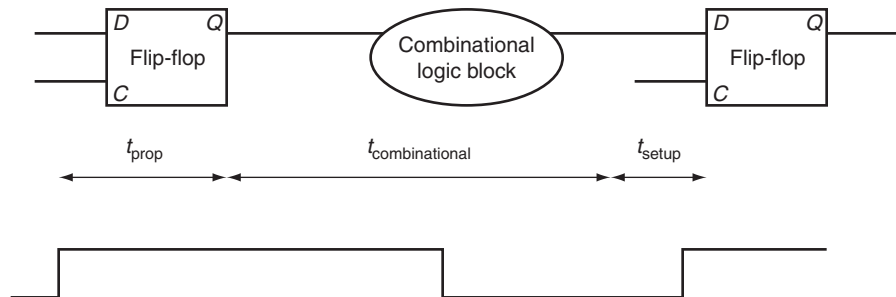 D Q
Flip-flop
C
Combinational
logic block
D Q
Flip-flop
C
tprop
tcombinational
tsetup